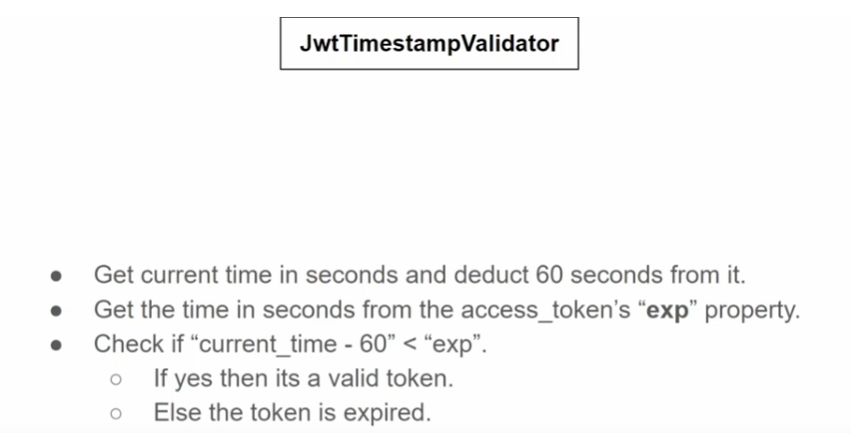 JwtTimestampValidator
● Get current time in seconds and deduct 60 seconds from it.
● Get the time in seconds from the access_token’s “exp” property.
● Check if “current_time - 60” < “exp”.
○ If yes then its a valid token.
○ Else the token is expired.